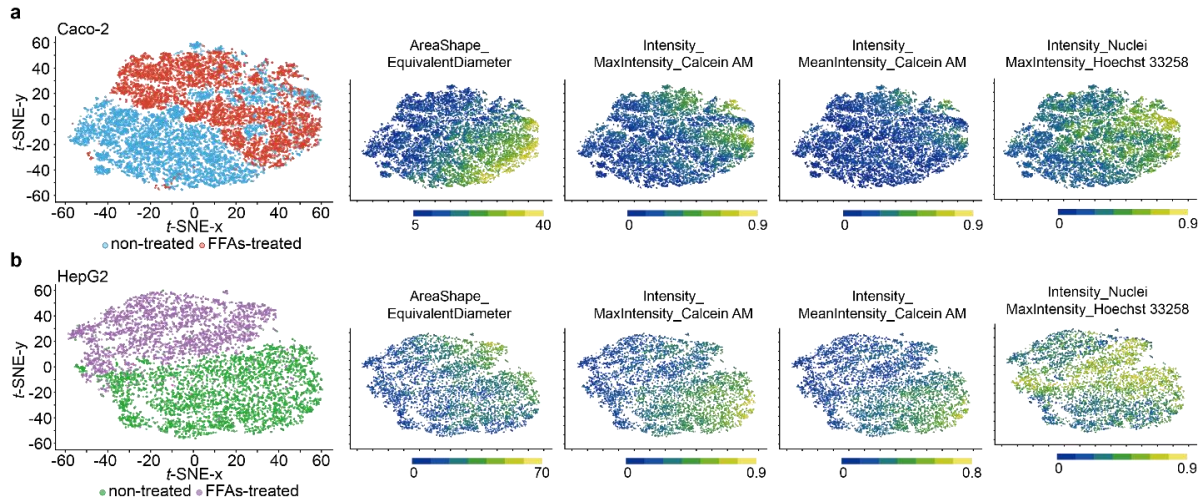 a
Caco-2
60
40
20
0
-20
-40
-60
-60 -40 -20 0 20 40 60
t-SNE-y
t-SNE-x
non-treated FFAs-treated
AreaShape_
EquivalentDiameter
5 40
Intensity_
MaxIntensity_Calcein AM
0 0.9
Intensity_
MeanIntensity_Calcein AM
0 0.9
Intensity_Nuclei
MaxIntensity_Hoechst 33258
0 0.9
b
HepG2
60
40
20
0
-20
-40
-60
-60 -40 -20 0 20 40 60
t-SNE-y
t-SNE-x
non-treated FFAs-treated
AreaShape_
EquivalentDiameter
0 70
Intensity_
MaxIntensity_Calcein AM
0 0.9
Intensity_
MeanIntensity_Calcein AM
0 0.8
Intensity_Nuclei
MaxIntensity_Hoechst 33258
0 0.9